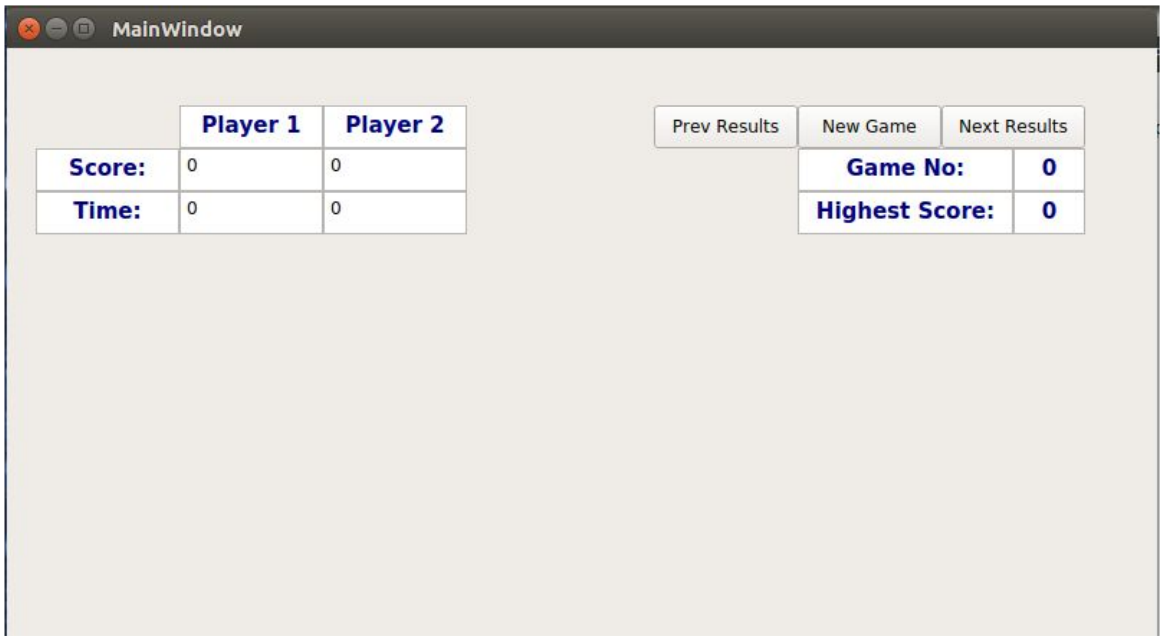 MainWindow
Player 1 Player 2 Prev Results New Game Next Results
Score: 0 0 Game No: 0
Time: 0 0 Highest Score: 0